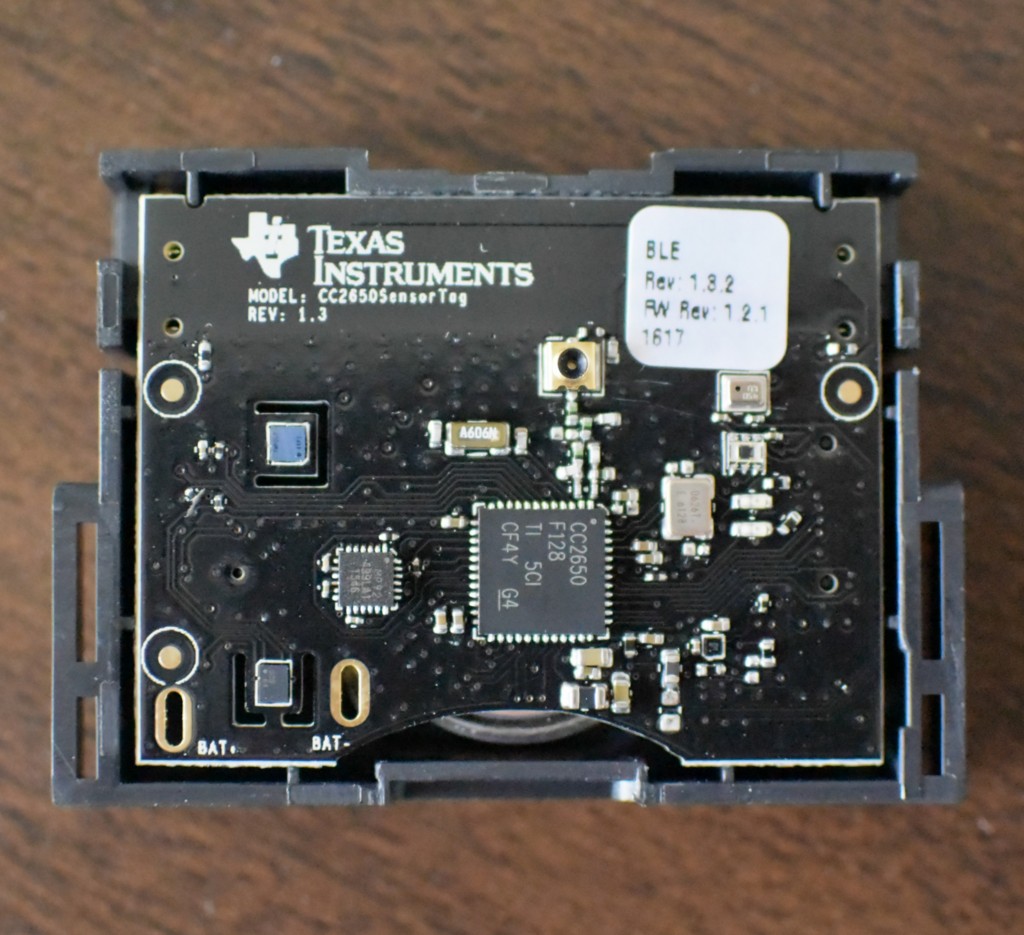 TEXAS
INSTRUMENTS
MODEL: CC2650SensorTag
REV: 1.3
BLE
Rev: 1.3.2
FW Rev: 1.2.1
1617
A606N
CC2650
F128
TI 5CI
CF4Y G4
BAT+
BAT-